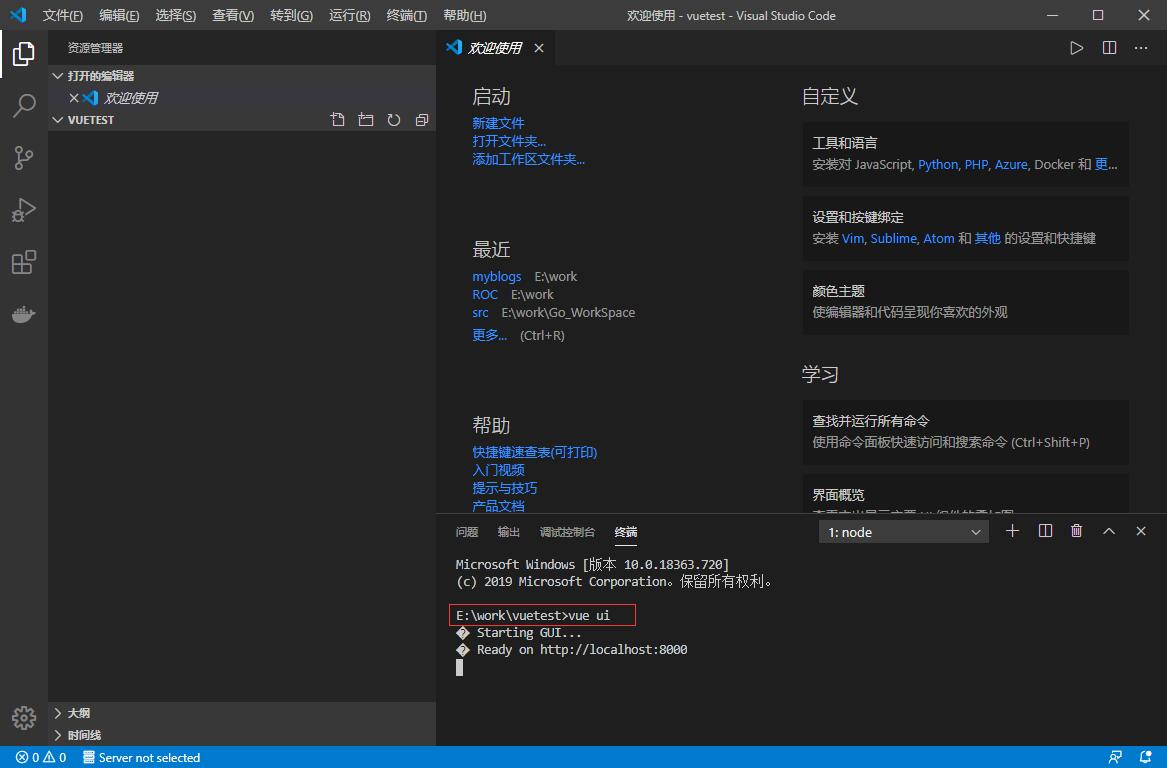 文件(F) 编辑(E) 选择(S) 查看(V) 转到(G) 运行(R) 终端(T) 帮助(H) 欢迎使用 - vuetest - Visual Studio Code
资源管理器
打开的编辑器
欢迎使用
VUETEST
大纲
时间线
欢迎使用
启动
新建文件
打开文件夹...
添加工作区文件夹...
最近
myblogs E:\work
ROC E:\work
src E:\work\Go_WorkSpace
更多... (Ctrl+R)
帮助
快捷键速查表(可打印)
入门视频
提示与技巧
产品文档
自定义
工具和语言
安装对 JavaScript, Python, PHP, Azure, Docker 和 更...
设置和按键绑定
安装 Vim, Sublime, Atom 和 其他 的设置和快捷键
颜色主题
使编辑器和代码呈现你喜欢的外观
学习
查找并运行所有命令
使用命令面板快速访问和搜索命令 (Ctrl+Shift+P)
界面概览
问题 输出 调试控制台 终端 1: node
Microsoft Windows [版本 10.0.18363.720]
(c) 2019 Microsoft Corporation。保留所有权利。
E:\work\vuetest>vue ui
� Starting GUI...
� Ready on http://localhost:8000
0 0 Server not selected